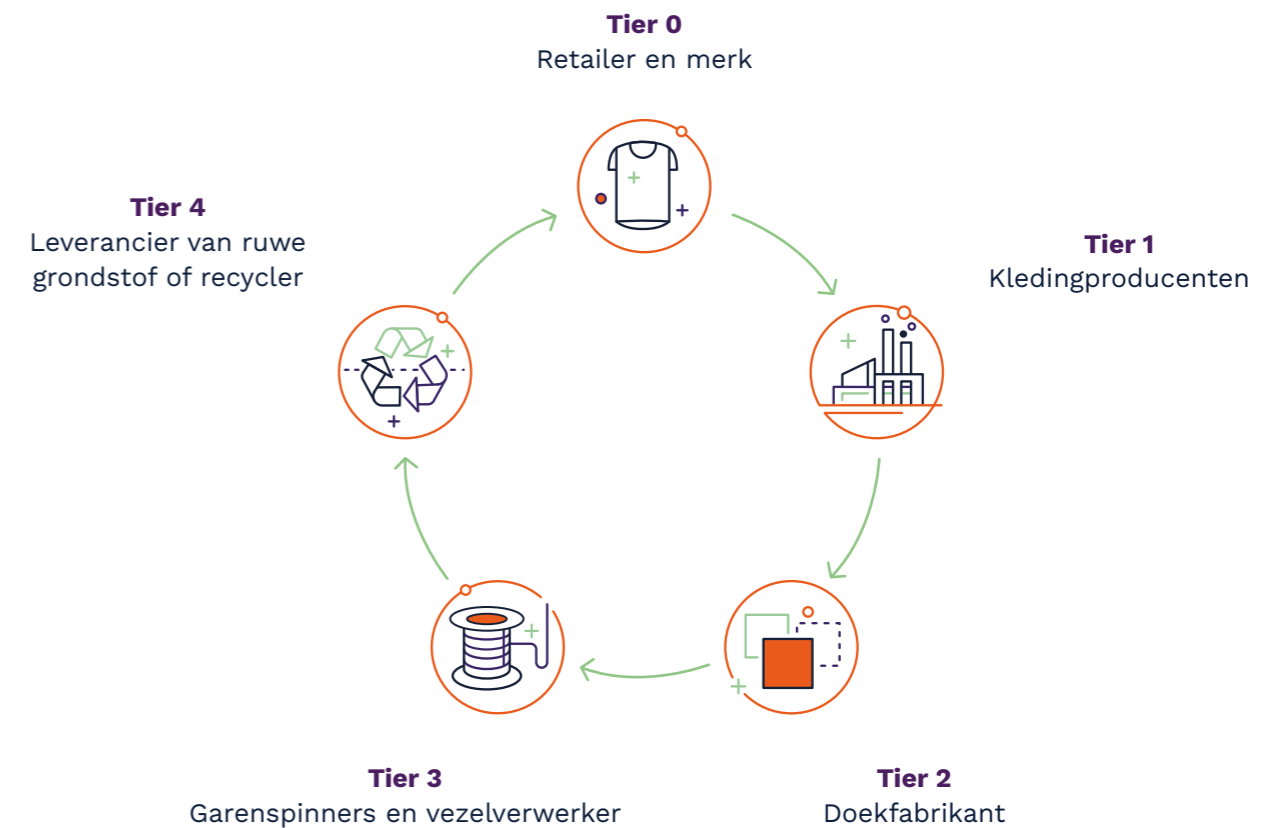 Tier 0
Retailer en merk
Tier 1
Kledingproducenten
Tier 2
Doekfabrikant
Tier 3
Garenspinners en vezelverwerker
Tier 4
Leverancier van ruwe
grondstof of recycler